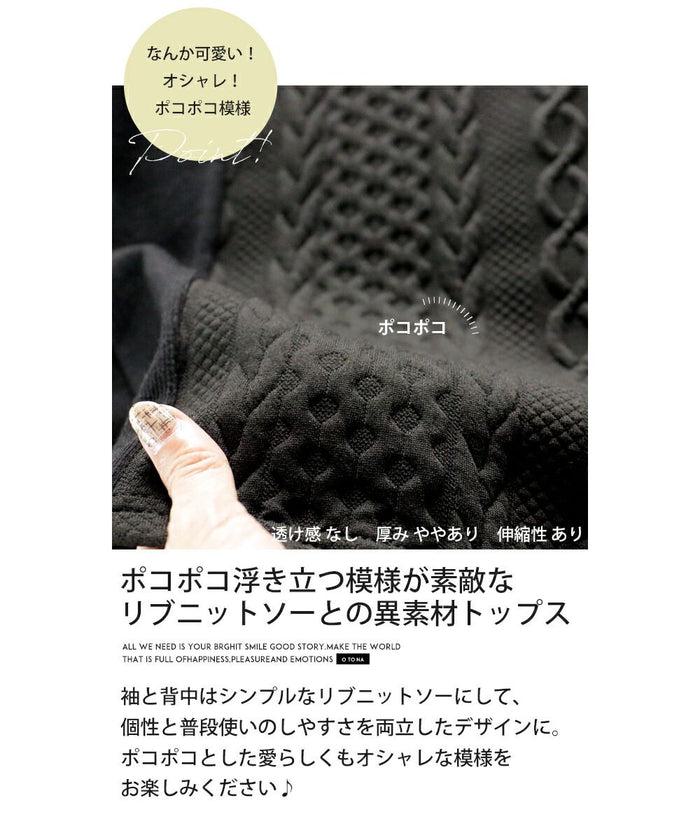 なんか可愛い！
オシャレ！
ポコポコ模様
Point!
ポコポコ
透け感 なし　厚み ややあり　伸縮性 あり
ポコポコ浮き立つ模様が素敵な
リブニットソーとの異素材トップス
ALL WE NEED IS YOUR BRGHIT SMILE GOOD STORY.MAKE THE WORLD
THAT IS FULL OFHAPPINESS,PLEASUREAND EMOTIONS OTONA
袖と背中はシンプルなリブニットソーにして、
個性と普段使いのしやすさを両立したデザインに。
ポコポコとした愛らしくもオシャレな模様を
お楽しみください♪